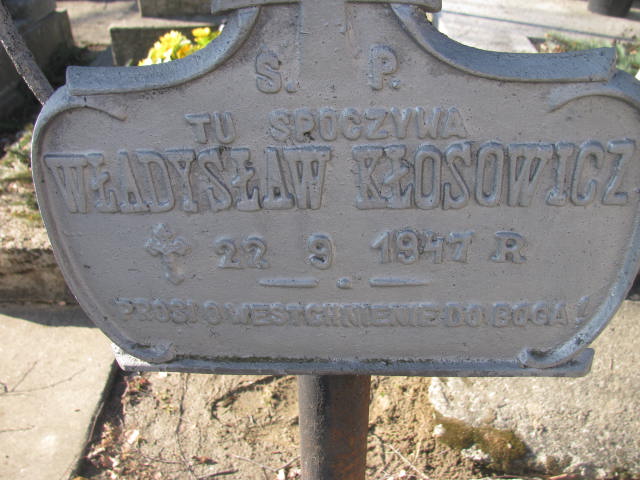 S. P.
TU SPOCZYWA
WŁADYSŁAW KŁOSOWICZ
22 9 1947 R
PROSI O WESTCHNIENIE DO BOGA!